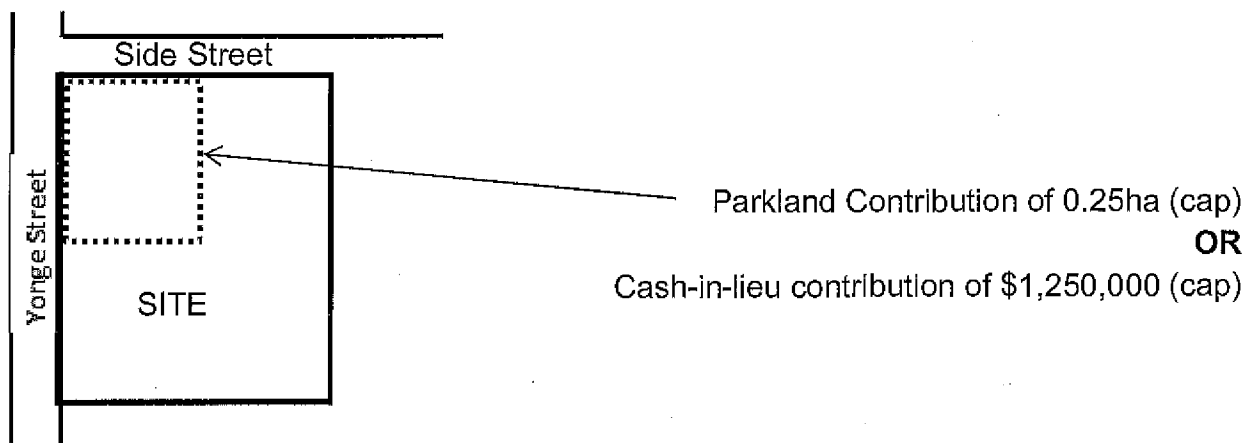 Side Street
Yonge Street
SITE
Parkland Contribution of 0.25ha (cap)
OR
Cash-in-lieu contribution of $1,250,000 (cap)